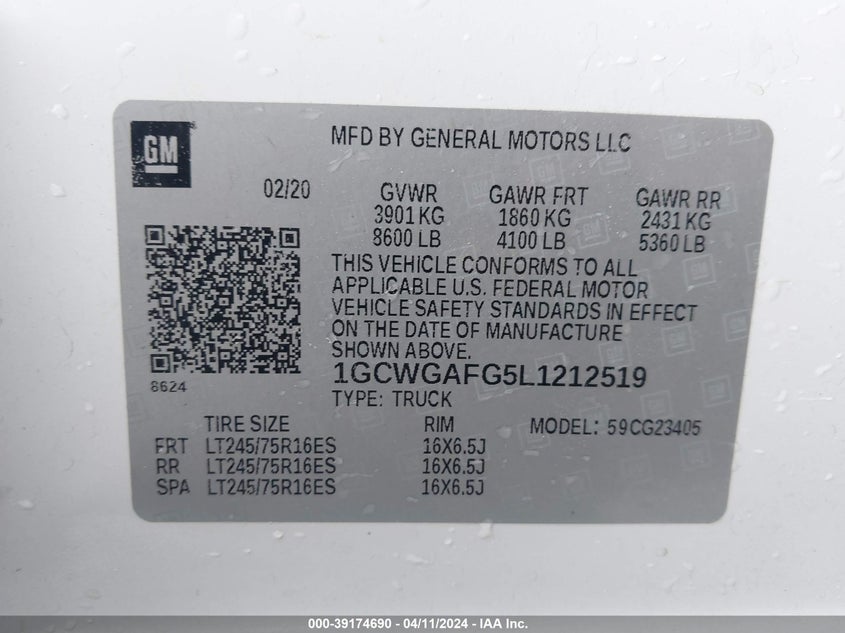 GM
MFD BY GENERAL MOTORS LLC
02/20 GVWR GAWR FRT GAWR RR
3901 KG 1860 KG 2431 KG
8600 LB 4100 LB 5360 LB
THIS VEHICLE CONFORMS TO ALL
APPLICABLE U.S. FEDERAL MOTOR
VEHICLE SAFETY STANDARDS IN EFFECT
ON THE DATE OF MANUFACTURE
SHOWN ABOVE.
8624
1GCWGAFG5L1212519
TYPE: TRUCK
TIRE SIZE RIM MODEL: 59CG23405
FRT LT245/75R16ES 16X6.5J
RR LT245/75R16ES 16X6.5J
SPA LT245/75R16ES 16X6.5J
000-39174690 - 04/11/2024 - IAA Inc.